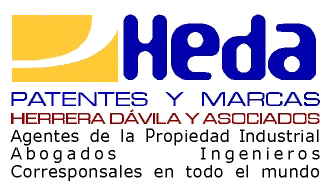 Heda
PATENTES Y MARCAS
HERRERA DÁVILA Y ASOCIADOS
Agentes de la Propiedad Industrial
Abogados Ingenieros
Corresponsales en todo el mundo